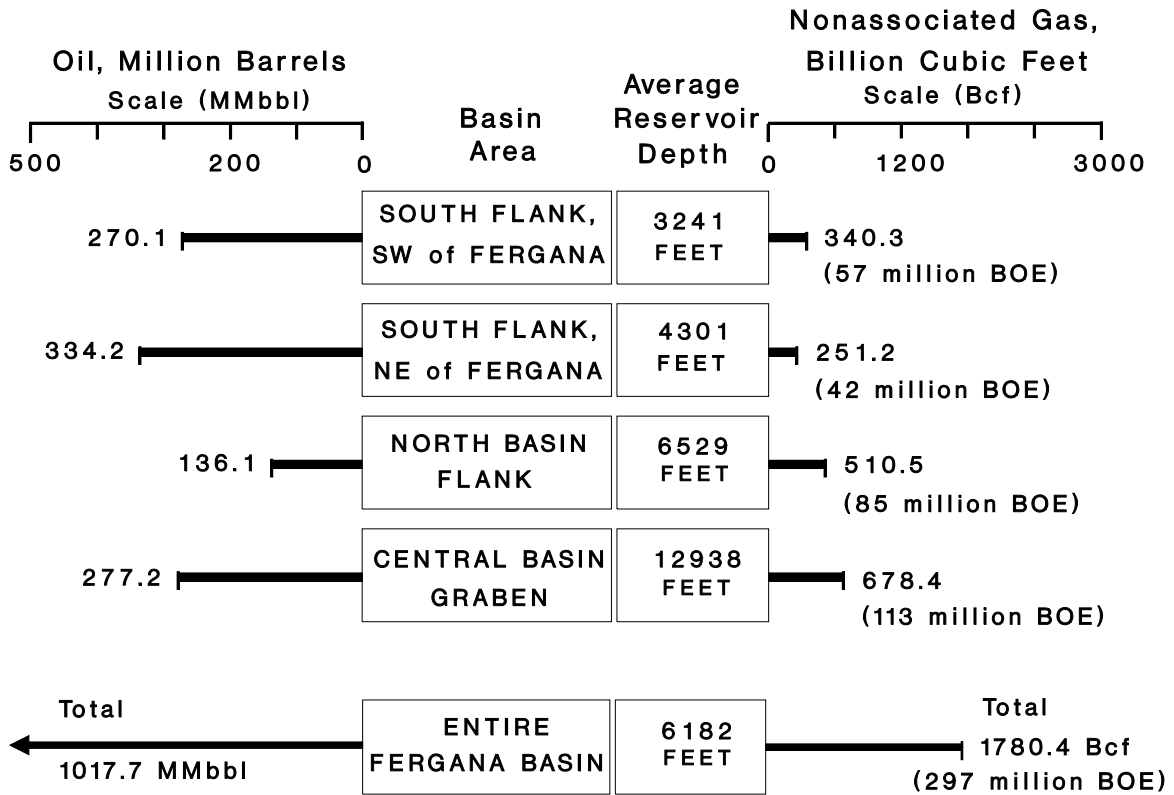 Oil, Million Barrels
Scale (MMbbl)
500
200
0
Basin
Area
Average
Reservoir
Depth
Nonassociated Gas,
Billion Cubic Feet
Scale (Bcf)
0
1200
3000
270.1
SOUTH FLANK,
SW of FERGANA
3241
FEET
340.3
(57 million BOE)
334.2
SOUTH FLANK,
NE of FERGANA
4301
FEET
251.2
(42 million BOE)
136.1
NORTH BASIN
FLANK
6529
FEET
510.5
(85 million BOE)
277.2
CENTRAL BASIN
GRABEN
12938
FEET
678.4
(113 million BOE)
Total
1017.7 MMbbl
ENTIRE
FERGANA BASIN
6182
FEET
Total
1780.4 Bcf
(297 million BOE)